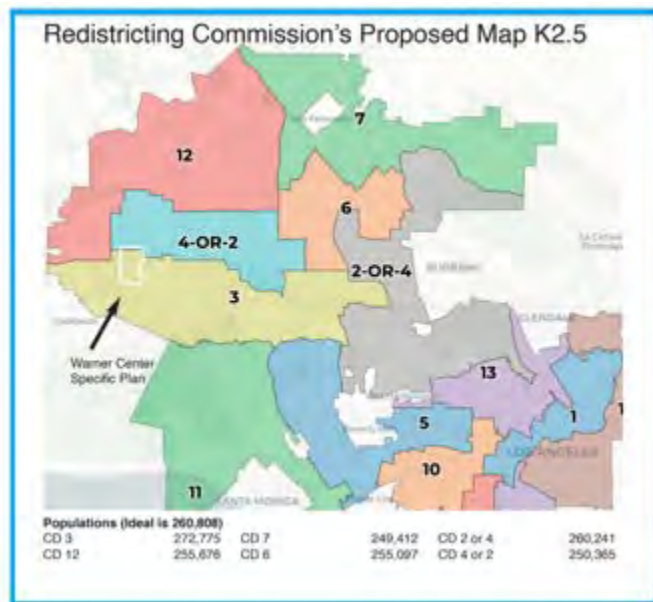 Redistricting Commission's Proposed Map K2.5
7
12
6
4-OR-2
2-OR-4
BURBANK
3
GLENDALE
Warner Center
Specific Plan
13
5
1
LOS ANGELES
10
11
SANTA MONICA
Populations (Ideal is 260,808)
CD 3 272,775 CD 7 249,412 CD 2 or 4 260,241
CD 12 255,676 CD 6 255,097 CD 4 or 2 250,365